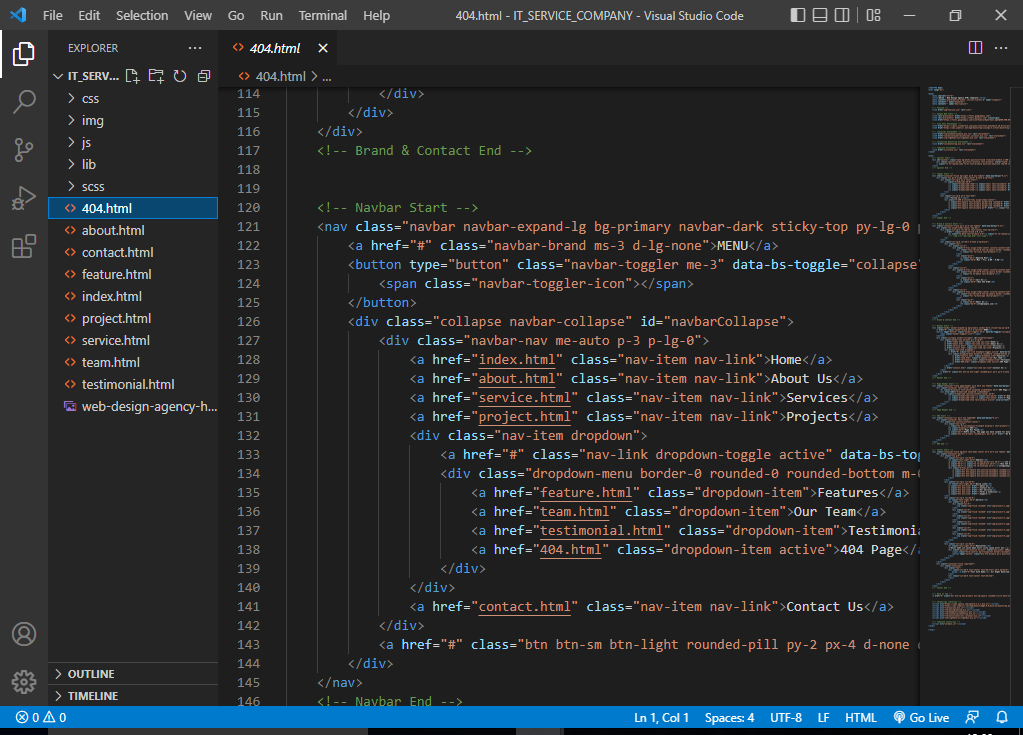 File Edit Selection View Go Run Terminal Help 404.html - IT_SERVICE_COMPANY - Visual Studio Code
EXPLORER
IT_SERV...
css
img
js
lib
scss
404.html
about.html
contact.html
feature.html
index.html
project.html
service.html
team.html
testimonial.html
web-design-agency-h...
OUTLINE
TIMELINE
404.html
404.html > ...
114 </div>
115 </div>
116 </div>
117 <!-- Brand & Contact End -->
118
119
120 <!-- Navbar Start -->
121 <nav class="navbar navbar-expand-lg bg-primary navbar-dark sticky-top py-lg-0
122 <a href="#" class="navbar-brand ms-3 d-lg-none">MENU</a>
123 <button type="button" class="navbar-toggler me-3" data-bs-toggle="collapse"
124 <span class="navbar-toggler-icon"></span>
125 </button>
126 <div class="collapse navbar-collapse" id="navbarCollapse">
127 <div class="navbar-nav me-auto p-3 p-lg-0">
128 <a href="index.html" class="nav-item nav-link">Home</a>
129 <a href="about.html" class="nav-item nav-link">About Us</a>
130 <a href="service.html" class="nav-item nav-link">Services</a>
131 <a href="project.html" class="nav-item nav-link">Projects</a>
132 <div class="nav-item dropdown">
133 <a href="#" class="nav-link dropdown-toggle active" data-bs-tog
134 <div class="dropdown-menu border-0 rounded-0 rounded-bottom m-
135 <a href="feature.html" class="dropdown-item">Features</a>
136 <a href="team.html" class="dropdown-item">Our Team</a>
137 <a href="testimonial.html" class="dropdown-item">Testimonia
138 <a href="404.html" class="dropdown-item active">404 Page</
139 </div>
140 </div>
141 <a href="contact.html" class="nav-item nav-link">Contact Us</a>
142 </div>
143 <a href="#" class="btn btn-sm btn-light rounded-pill py-2 px-4 d-none
144 </div>
145 </nav>
146 <!-- Navbar End -->
0 0 Ln 1, Col 1 Spaces: 4 UTF-8 LF HTML Go Live